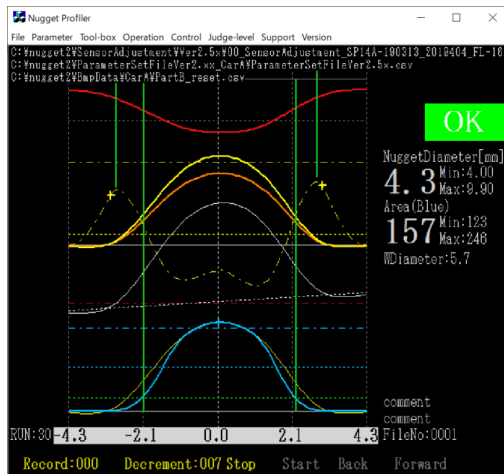 Nugget Profiler
File Parameter Tool-box Operation Control Judge-level Support Version
C:¥nugget2¥SensorAdjustment¥Ver2.5x¥00_SensorAdjustment_SP14A-190313_2019404_FL-10
C:¥nugget2¥ParameterSetFileVer2.xx_CarA¥ParameterSetFileVer2.5x.csv
C:¥nugget2¥BmpData¥CarA¥PartB_reset.csv
OK
NuggetDiameter[mm]
4.3 Min:4.00
Max:9.90
Area(Blue)
157 Min:123
Max:246
WDiameter:5.7
comment
comment
RUN:30 -4.3 -2.1 0.0 2.1 4.3 FileNo:0001
Record:000 Decrement:007 Stop Start Back Forward